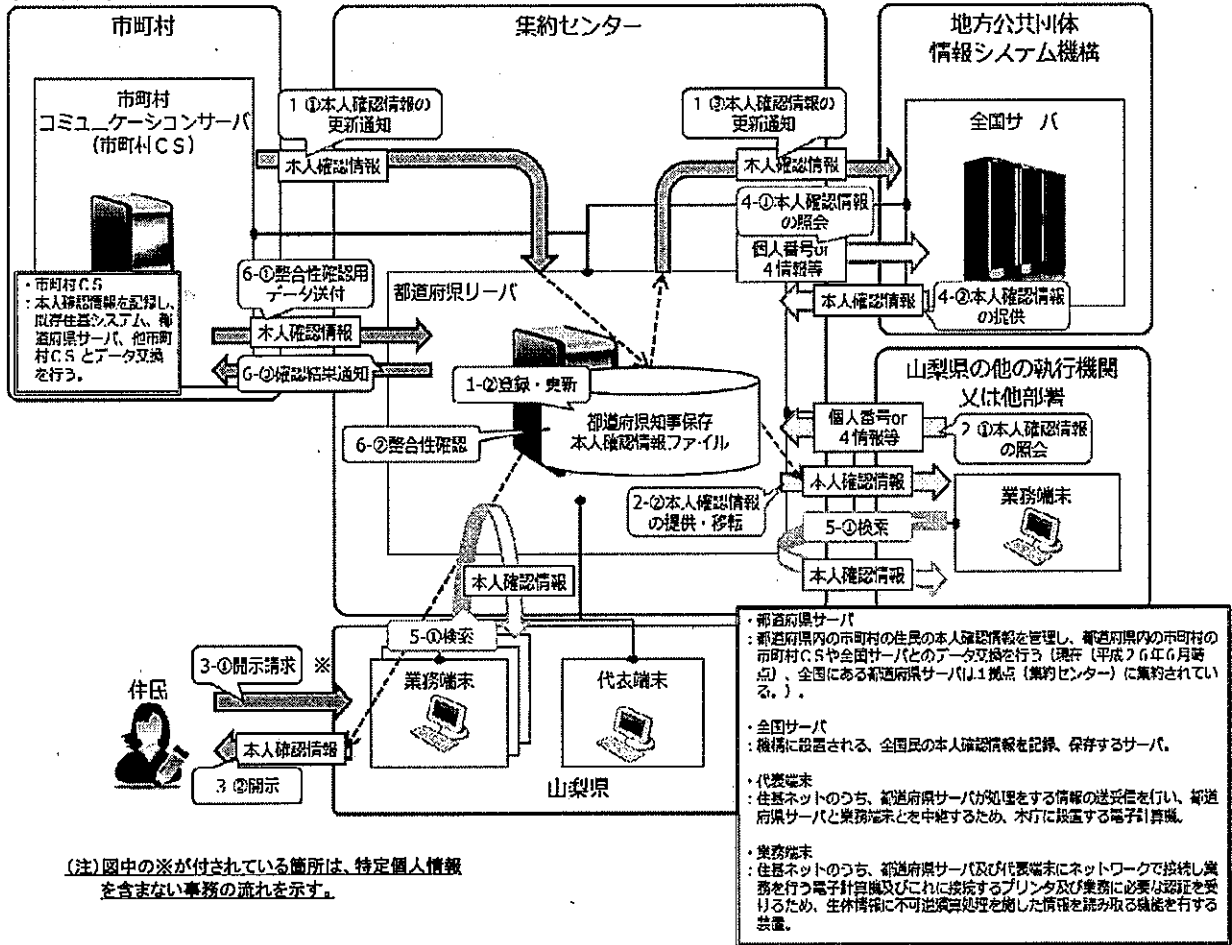 市町村
集約センター
地方公共団体
情報システム機構
市町村
コミュニケーションサーバ
(市町村CS)
1 ①本人確認情報の
更新通知
本人確認情報
1 ③本人確認情報の
更新通知
本人確認情報
全国サ バ
4-①本人確認情報
の照会
個人番号or
4情報等
本人確認情報
4-②本人確認情報
の提供
・市町村CS
:本人確認情報を記録し、
既存住基システム、都
道府県サーバ、他市町
村CSとデータ交換
を行う。
6-①整合性確認用
データ送付
本人確認情報
6-③確認結果通知
都道府県リーバ
1-②登録・更新
都道府県知事保存
本人確認情報ファイル
6-②整合性確認
山梨県の他の執行機関
又は他部署
個人番号or
4情報等
2 ①本人確認情報
の照会
本人確認情報
2-②本人確認情報
の提供・移転
業務端末
5-①検索
本人確認情報
本人確認情報
5-①検索
3-①開示請求 ※
住民
本人確認情報
3 ②開示
業務端末
代表端末
山梨県
・都道府県サーバ
:都道府県内の市町村の住民の本人確認情報を管理し、都道府県内の市町村の
市町村CSや全国サーバとのデータ交換を行う(現在(平成26年6月時
点)、全国にある都道府県サーバは1拠点(集約センター)に集約されてい
る。)。
・全国サーバ
:機構に設置される、全国民の本人確認情報を記録、保存するサーバ。
・代表端末
:住基ネットのうち、都道府県サーバが処理をする情報の送受信を行い、都道
府県サーバと業務端末とを中継するため、本庁に設置する電子計算機。
・業務端末
:住基ネットのうち、都道府県サーバ及び代表端末にネットワークで接続し業
務を行う電子計算機及びこれに接続するプリンタ及び業務に必要な認証を受
けるため、生体情報に不可逆演算処理を施した情報を読み取る機能を有する
装置。
(注)図中の※が付されている箇所は、特定個人情報
を含まない事務の流れを示す。